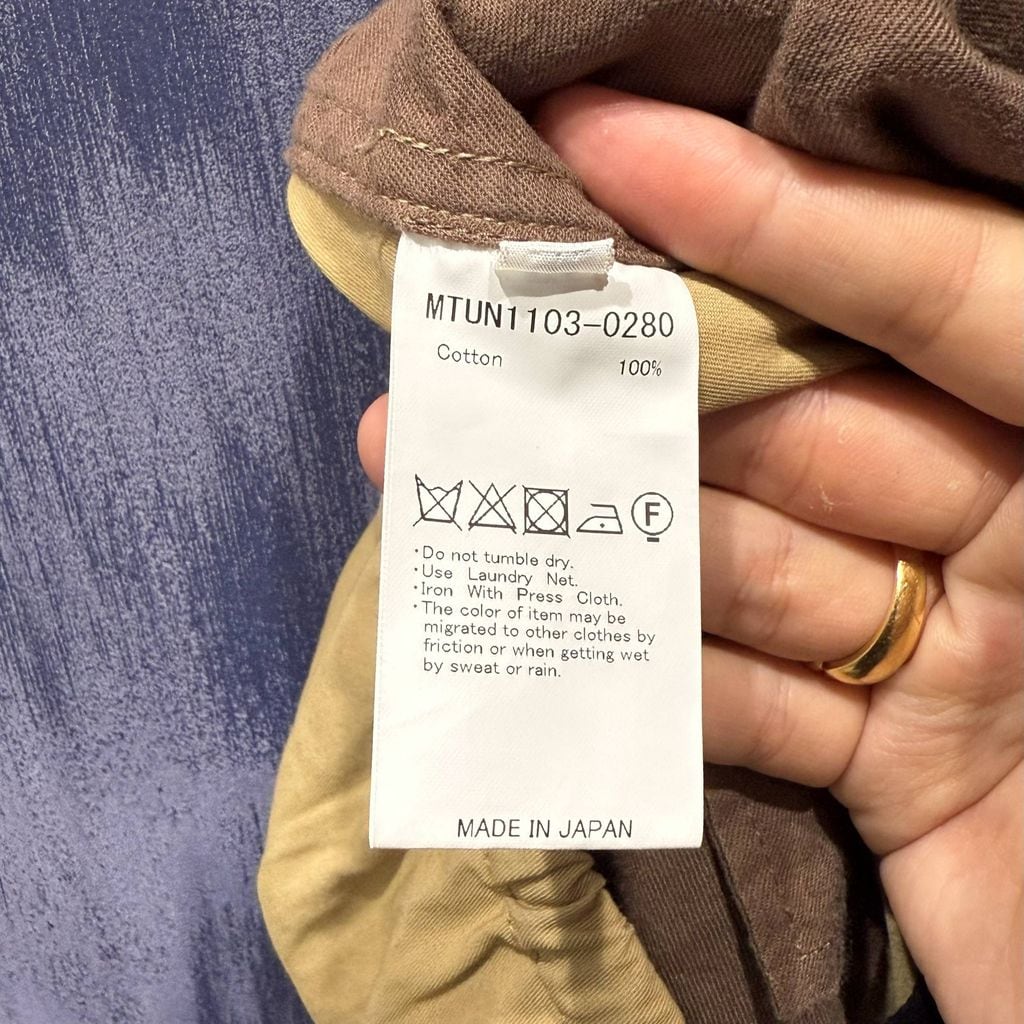 MTUN1103-0280
Cotton 100%
F
・Do not tumble dry.
・Use Laundry Net.
・Iron With Press Cloth.
・The color of item may be
migrated to other clothes by
friction or when getting wet
by sweat or rain.
MADE IN JAPAN